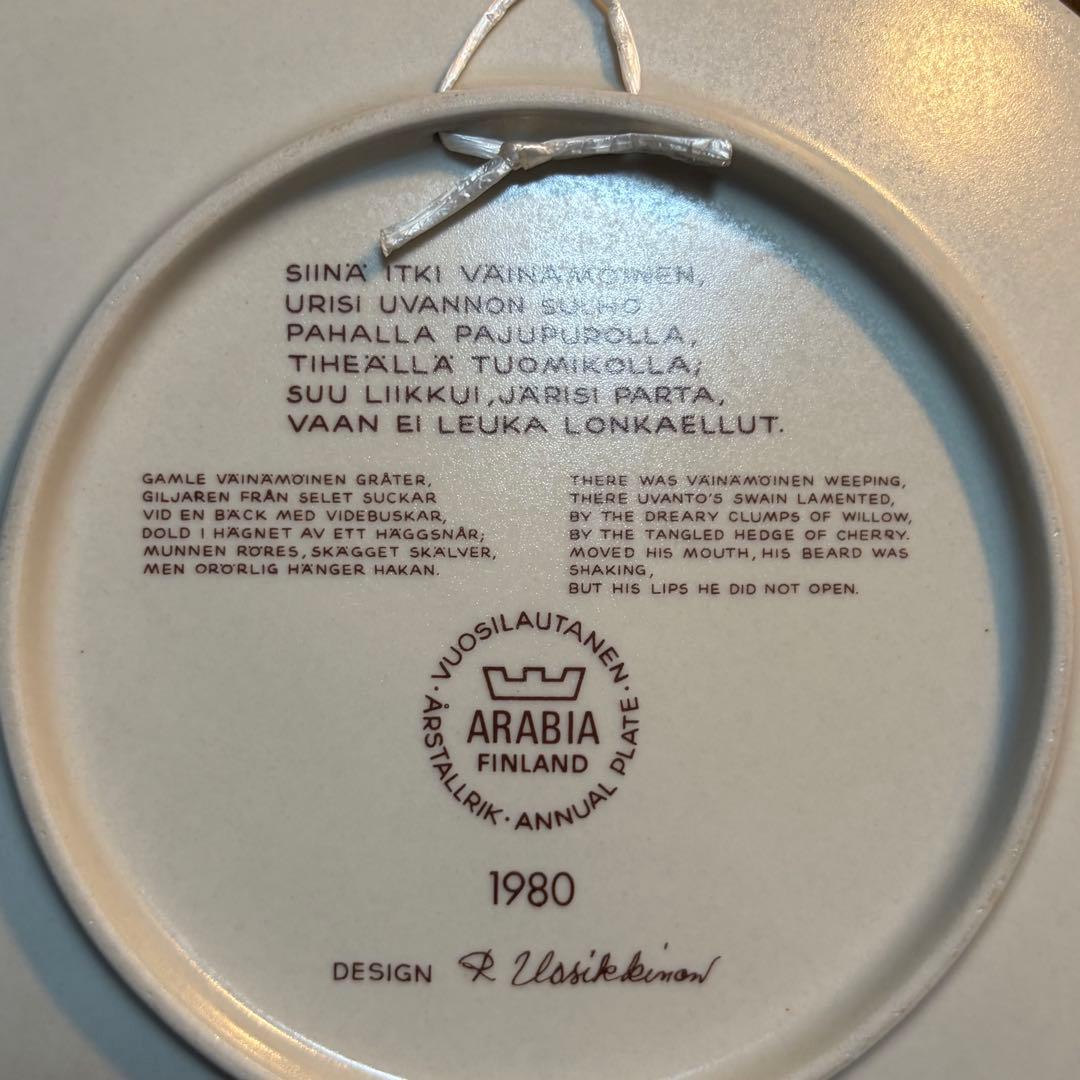 SIINÄ ITKI VÄINÄMÖINEN,
URISI UVANNON SULHO
PAHALLA PAJUPUROLLA,
TIHEÄLLÄ TUOMIKOLLA;
SUU LIIKKUI, JÄRISI PARTA,
VAAN EI LEUKA LONKAELLUT.
GAMLE VÄINÄMÖINEN GRÅTER,
GILJAREN FRÅN SELET SUCKAR
VID EN BÄCK MED VIDEBUSKAR,
DOLD I HÄGNET AV ETT HÄGGSNÅR;
MUNNEN RÖRES, SKÄGGET SKÄLVER,
MEN ORÖRLIG HÄNGER HAKAN.
THERE WAS VÄINÄMÖINEN WEEPING,
THERE UVANTO'S SWAIN LAMENTED,
BY THE DREARY CLUMPS OF WILLOW,
BY THE TANGLED HEDGE OF CHERRY.
MOVED HIS MOUTH, HIS BEARD WAS
SHAKING,
BUT HIS LIPS HE DID NOT OPEN.
VUOSILAUTANEN · ANNUAL PLATE · ÅRSTALLRIK ·
ARABIA
FINLAND
1980
DESIGN R Uosikkinen